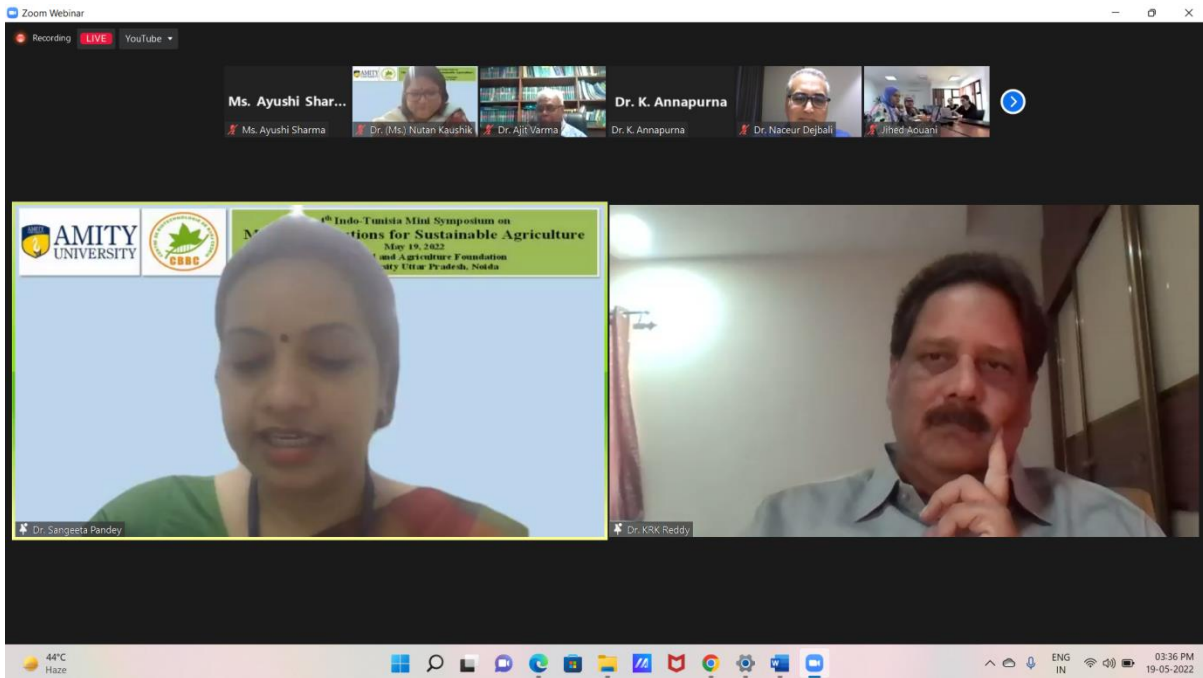 Zoom Webinar
Recording LIVE YouTube
Ms. Ayushi Shar...
Ms. Ayushi Sharma
AMITY
Dr. (Ms.) Nutan Kaushik
Dr. Ajit Varma
Dr. K. Annapurna
Dr. K. Annapurna
Dr. Naceur Dejbali
Jihed Aouani
AMITY
UNIVERSITY
CBBC
th Indo-Tunisia Mini Symposium on
tions for Sustainable Agriculture
May 19, 2022
and Agriculture Foundation
sity Uttar Pradesh, Noida
Dr. Sangeeta Pandey
Dr. KRK Reddy
44°C
Haze
ENG
IN
03:36 PM
19-05-2022